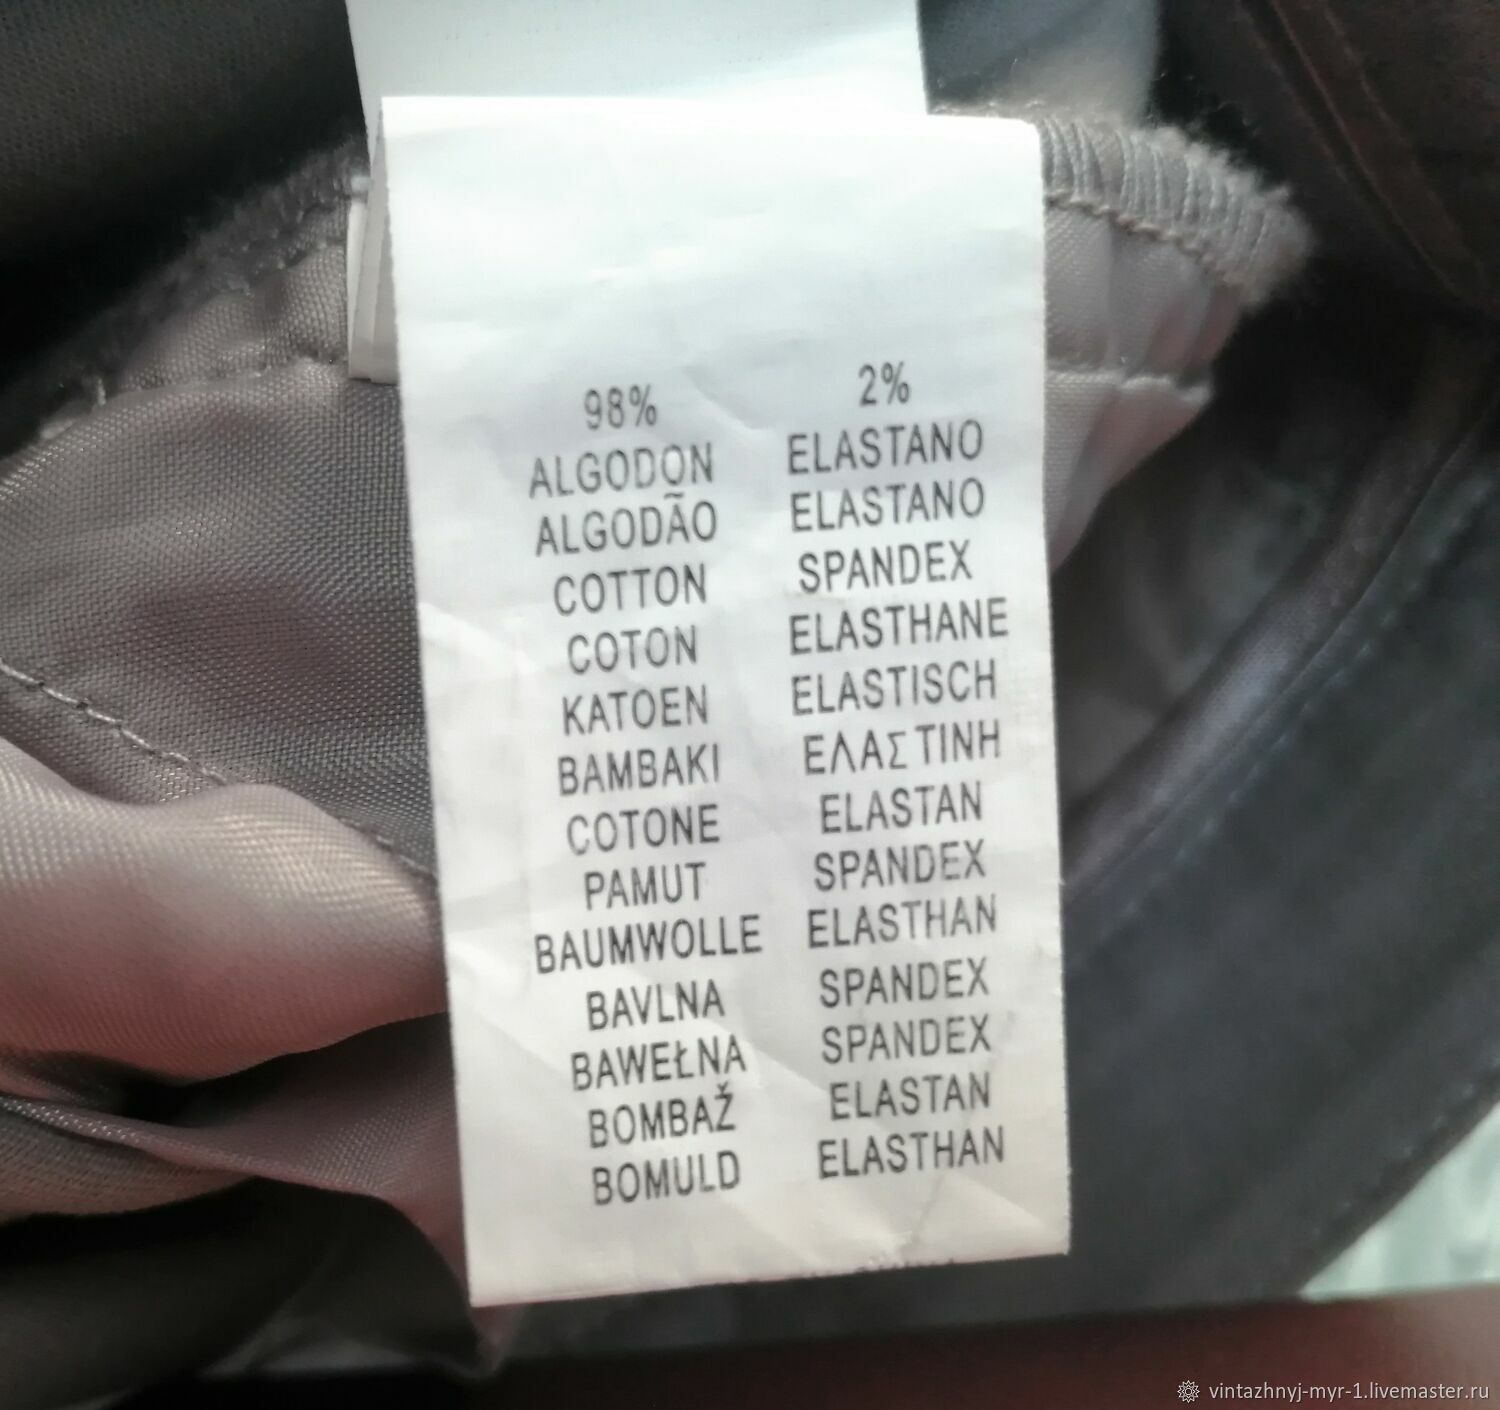 98% 2%
ALGODON ELASTANO
ALGODÃO ELASTANO
COTTON SPANDEX
COTON ELASTHANE
KATOEN ELASTISCH
BAMBAKI ΕΛΑΣΤΙΝΗ
COTONE ELASTAN
PAMUT SPANDEX
BAUMWOLLE ELASTHAN
BAVLNA SPANDEX
BAWEŁNA SPANDEX
BOMBAŽ ELASTAN
BOMULD ELASTHAN
vintazhnyj-myr-1.livemaster.ru